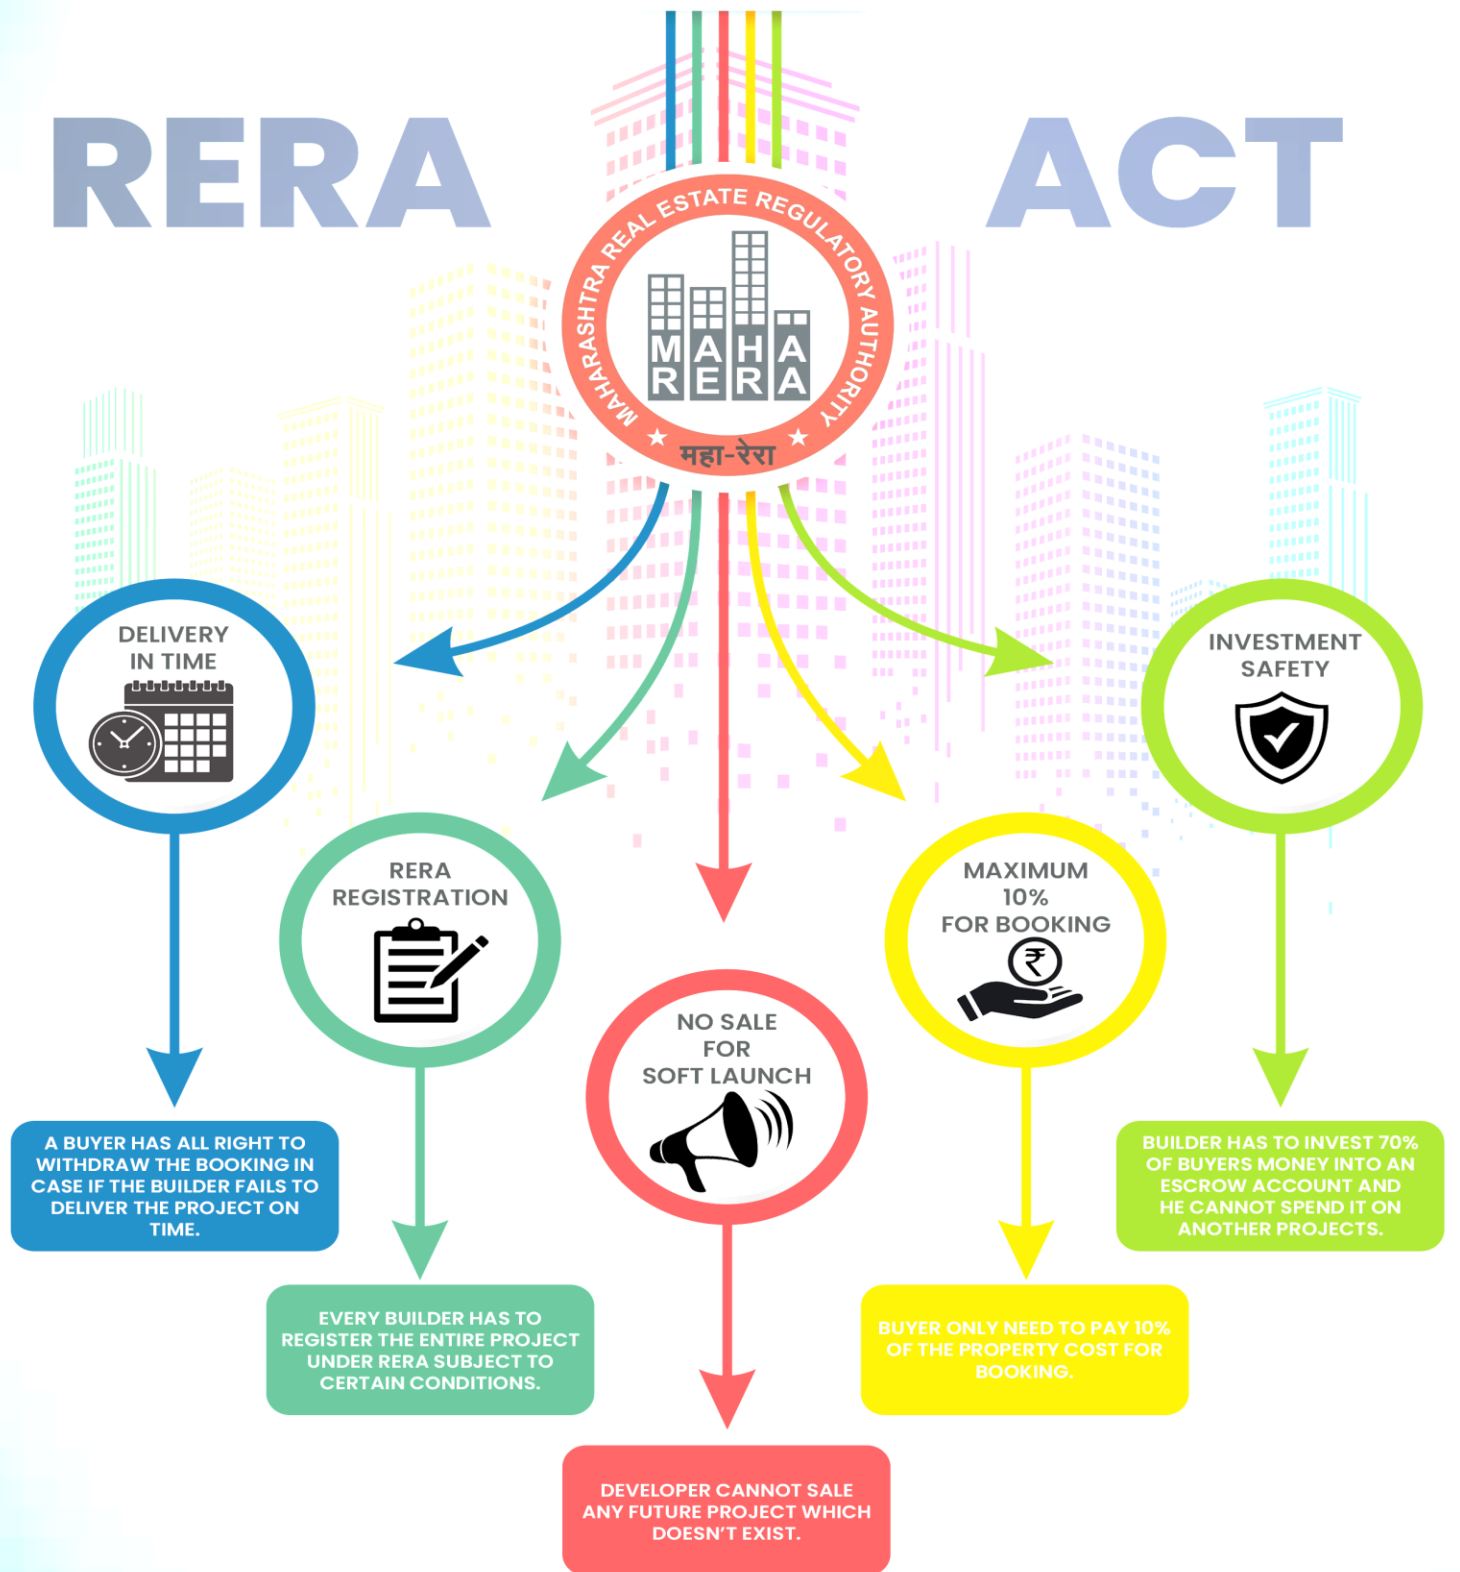 RERA
ACT
MAHARASHTRA REAL ESTATE REGULATORY AUTHORITY
MAHA
RERA
महा-रेरा
DELIVERY
IN TIME
INVESTMENT
SAFETY
RERA
REGISTRATION
MAXIMUM
10%
FOR BOOKING
₹
NO SALE
FOR
SOFT LAUNCH
A BUYER HAS ALL RIGHT TO
WITHDRAW THE BOOKING IN
CASE IF THE BUILDER FAILS TO
DELIVER THE PROJECT ON
TIME.
BUILDER HAS TO INVEST 70%
OF BUYERS MONEY INTO AN
ESCROW ACCOUNT AND
HE CANNOT SPEND IT ON
ANOTHER PROJECTS.
EVERY BUILDER HAS TO
REGISTER THE ENTIRE PROJECT
UNDER RERA SUBJECT TO
CERTAIN CONDITIONS.
BUYER ONLY NEED TO PAY 10%
OF THE PROPERTY COST FOR
BOOKING.
DEVELOPER CANNOT SALE
ANY FUTURE PROJECT WHICH
DOESN'T EXIST.